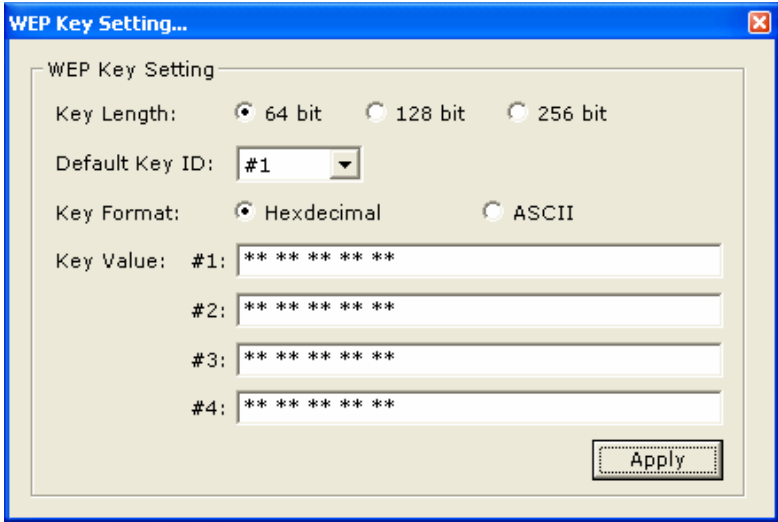 WEP Key Setting...
WEP Key Setting
Key Length: 64 bit 128 bit 256 bit
Default Key ID: #1
Key Format: Hexdecimal ASCII
Key Value: #1: ** ** ** ** **
#2: ** ** ** ** **
#3: ** ** ** ** **
#4: ** ** ** ** **
Apply